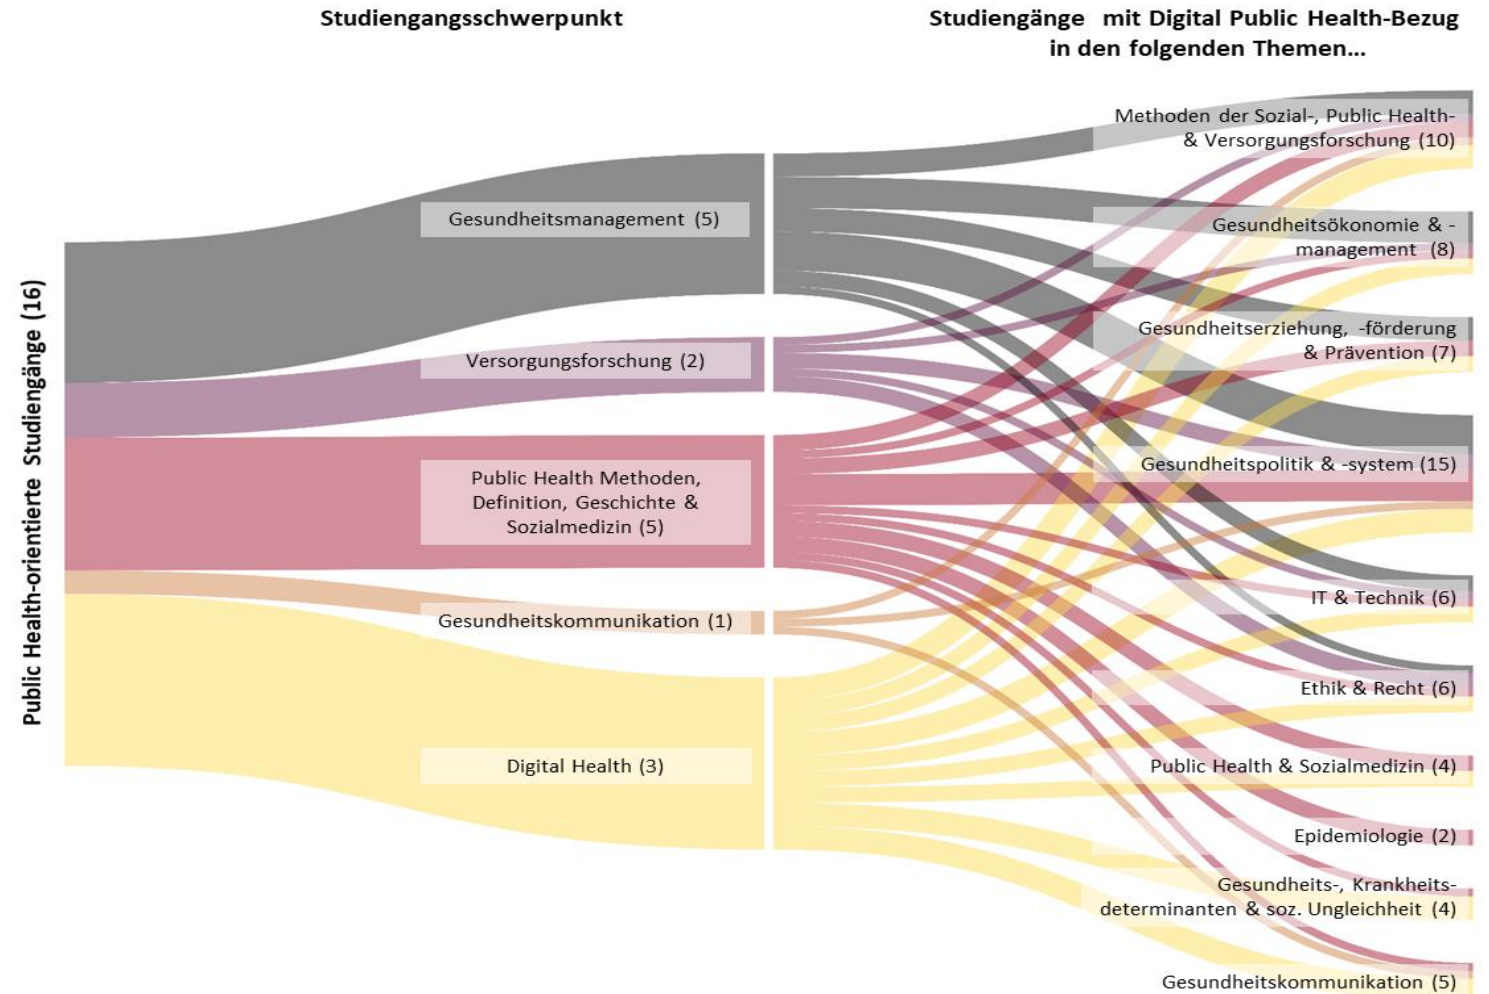 Studiengangsschwerpunkt
Studiengänge mit Digital Public Health-Bezug
in den folgenden Themen...
Public Health-orientierte Studiengänge (16)
Gesundheitsmanagement (5)
Versorgungsforschung (2)
Public Health Methoden,
Definition, Geschichte &
Sozialmedizin (5)
Gesundheitskommunikation (1)
Digital Health (3)
Methoden der Sozial-, Public Health-
& Versorgungsforschung (10)
Gesundheitsökonomie & -
management (8)
Gesundheitserziehung, -förderung
& Prävention (7)
Gesundheitspolitik & -system (15)
IT & Technik (6)
Ethik & Recht (6)
Public Health & Sozialmedizin (4)
Epidemiologie (2)
Gesundheits-, Krankheits-
determinanten & soz. Ungleichheit (4)
Gesundheitskommunikation (5)